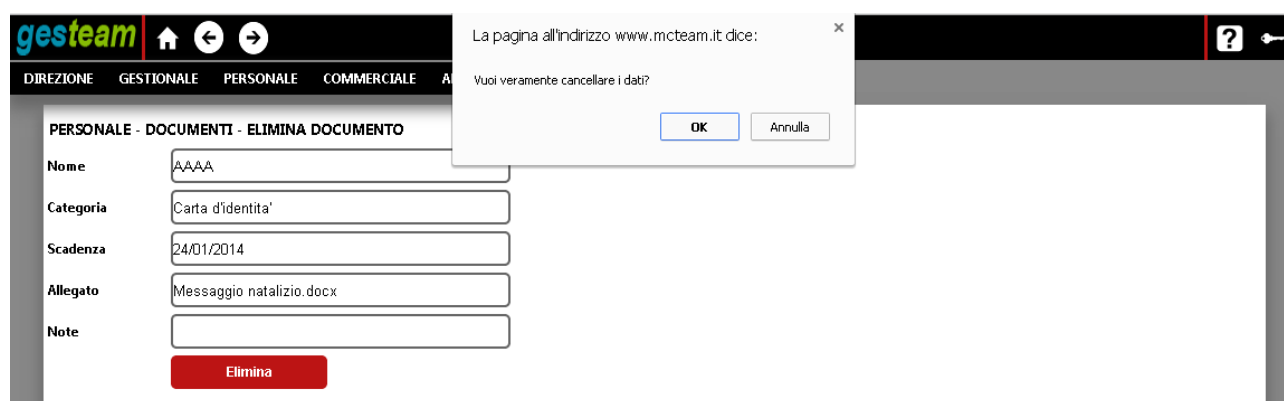 gesteam
La pagina all'indirizzo www.mcteam.it dice:
×
?
DIREZIONE GESTIONALE PERSONALE COMMERCIALE
Vuoi veramente cancellare i dati?
OK Annulla
PERSONALE - DOCUMENTI - ELIMINA DOCUMENTO
Nome AAAA
Categoria Carta d'identita'
Scadenza 24/01/2014
Allegato Messaggio natalizio.docx
Note
Elimina